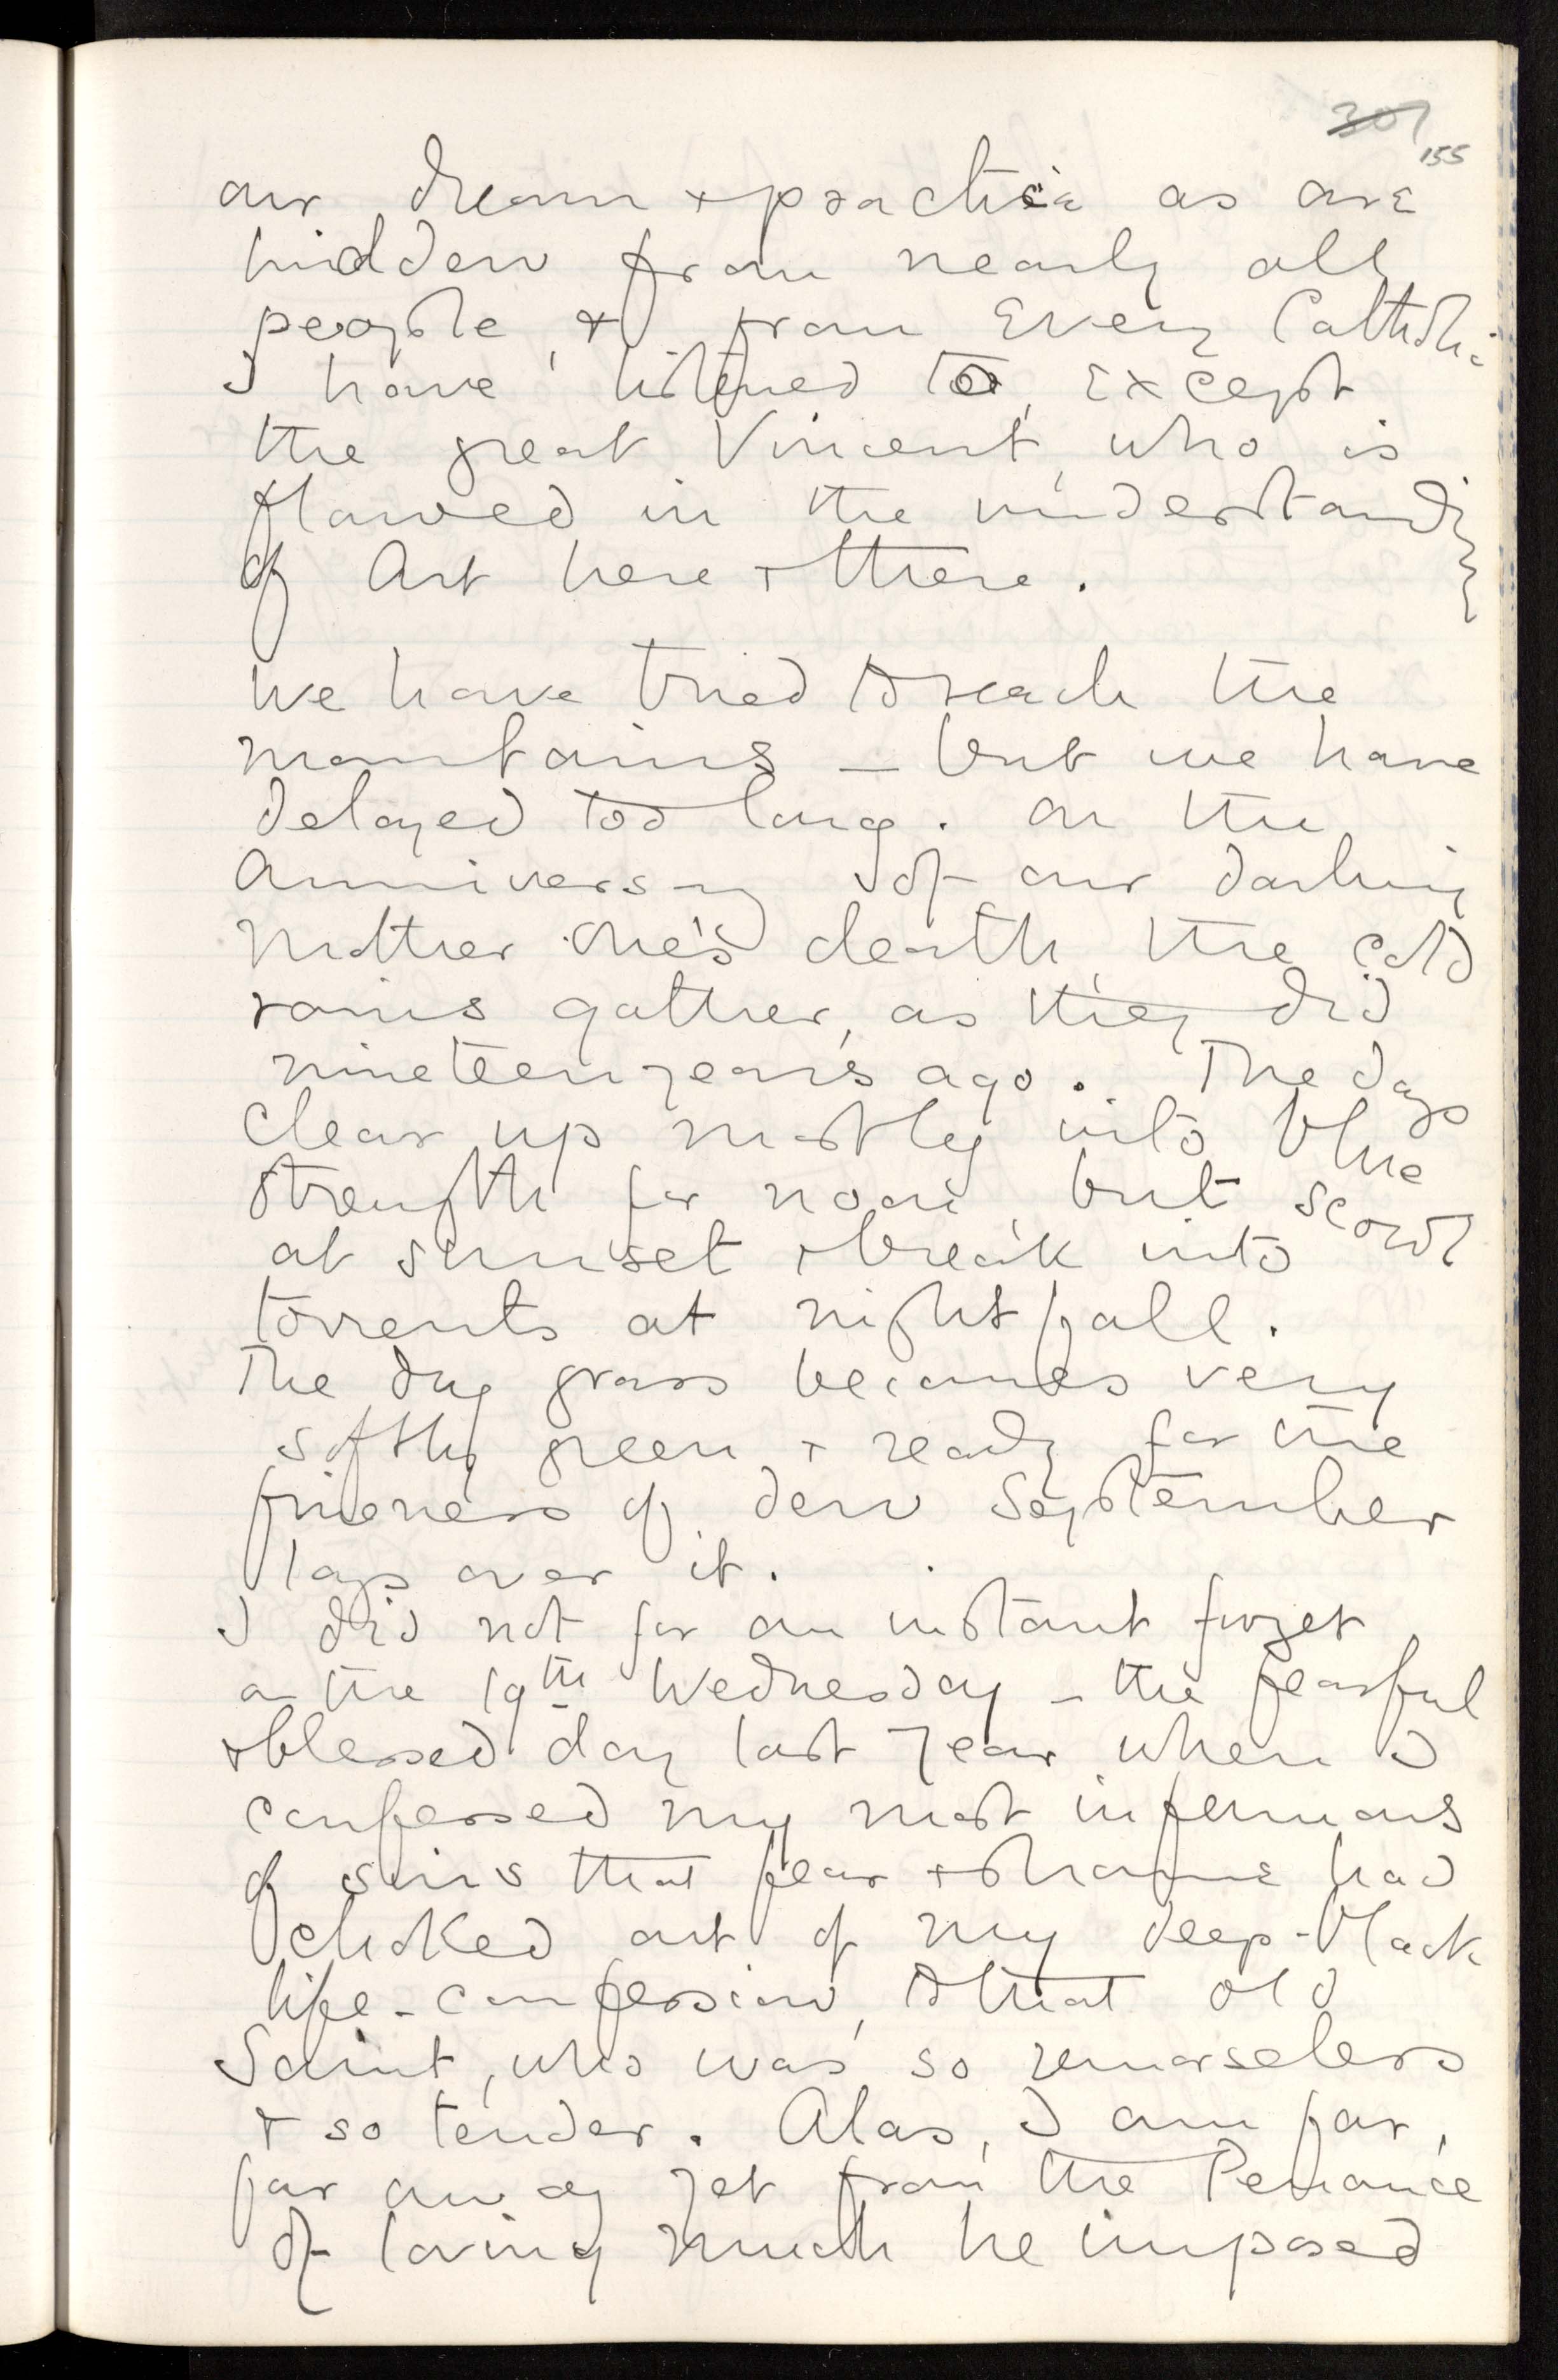 307
155
our dream & practice as are
hidden from nearly all
people, & from Every Catholic
I have listened to, Except
the great Vincent, who is
flawed in the understanding
of Art here & there.
We have tried to reach the
mountains – but we have
delayed too long. On the
Anniversary of our darling
Mother One's death, the cold
rains gather, as they did
nineteen years ago. The days
clear up mostly into blue
strength for noon, but scowl
at sunset & break into
torrents at nightfall.
The dry grass becomes very
softly green, & ready for the
of dew September
lays over it.
I did not for an instant forget
on the 19th Wednesday – the fearful
& blessed day last year when I
confessed my most infamous
of sins that fear & shame had
choked out of my deep-black
life-confession, to that old
Saint, who was so remorseless
& so tender. Alas, I am far,
far away yet from the Penance
of loving much he imposed